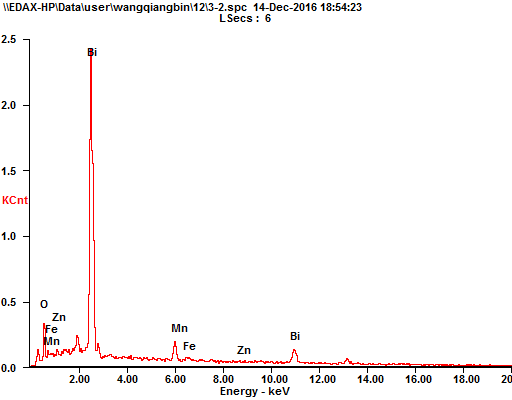 \\EDAX-HP\Data\user\wangqiangbin\12\3-2.spc 14-Dec-2016 18:54:23
LSecs : 6
2.5
Bi
2.0
1.5
KCnt
1.0
0.5
O
Zn
Fe
Mn
Mn
Fe
Zn
Bi
0.0
2.00 4.00 6.00 8.00 10.00 12.00 14.00 16.00 18.00 20.0
Energy - keV